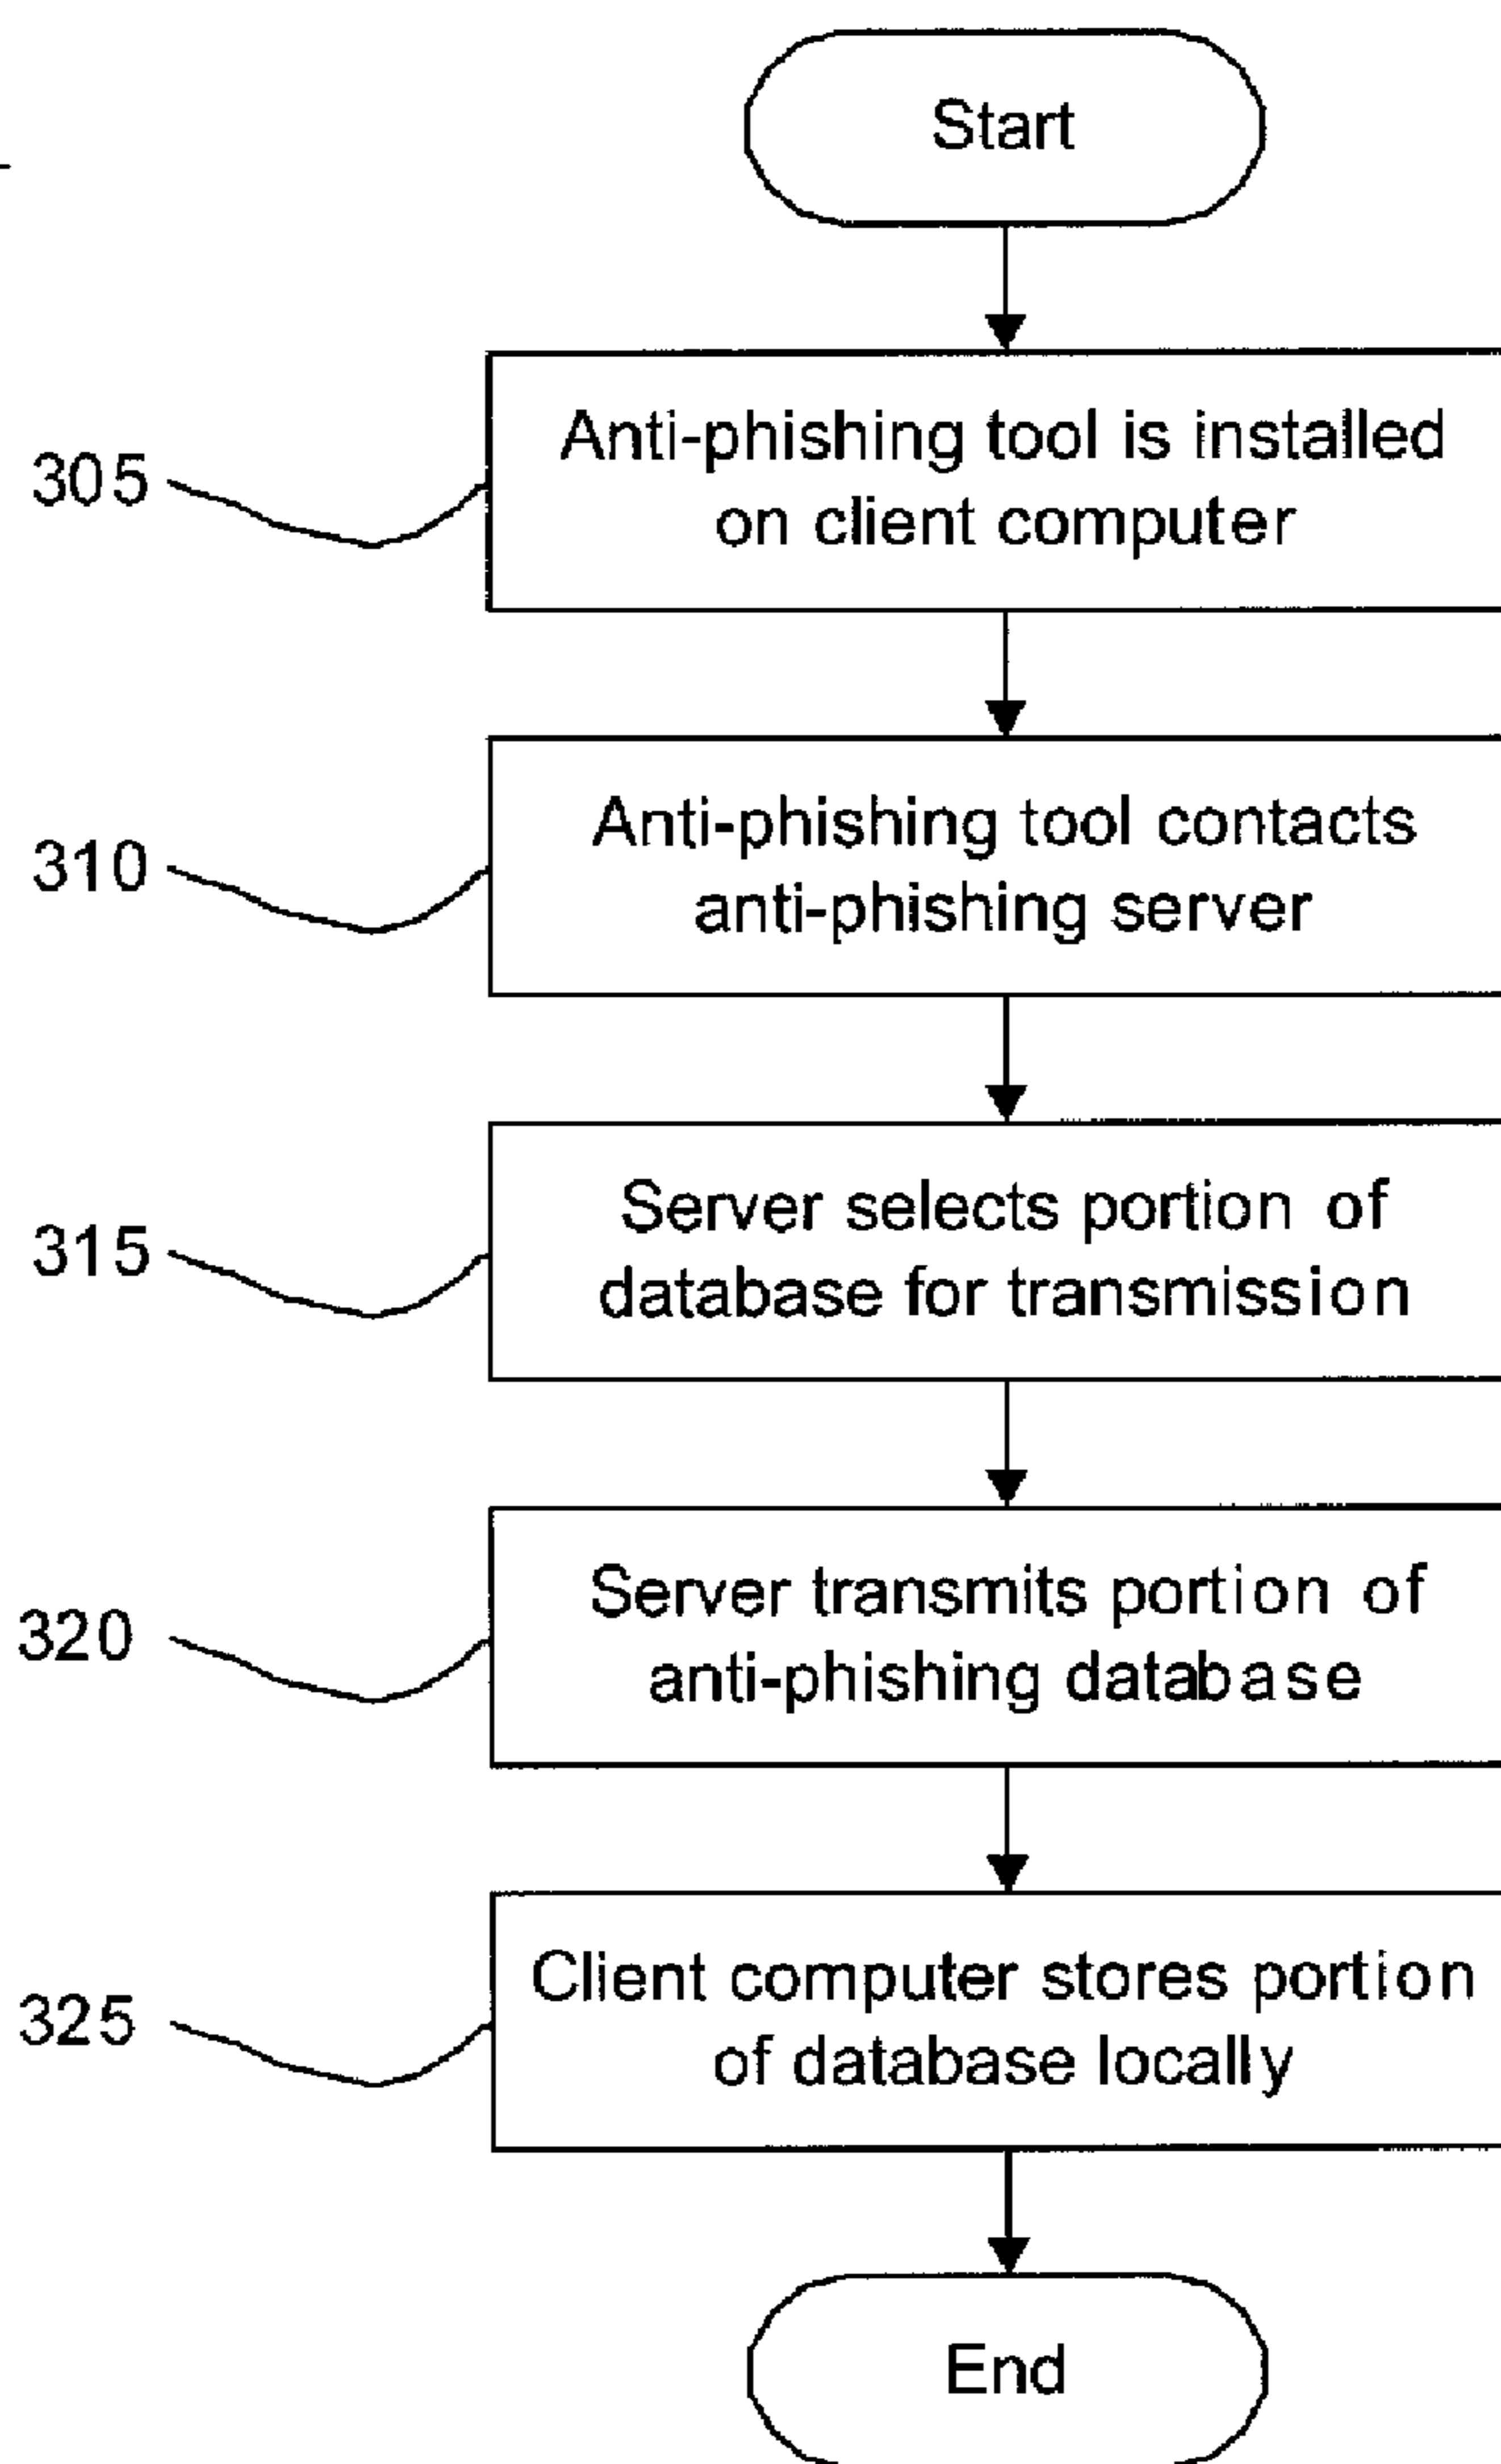 Start
305
Anti-phishing tool is installed
on client computer
310
Anti-phishing tool contacts
anti-phishing server
315
Server selects portion of
database for transmission
320
Server transmits portion of
anti-phishing database
325
Client computer stores portion
of database locally
End